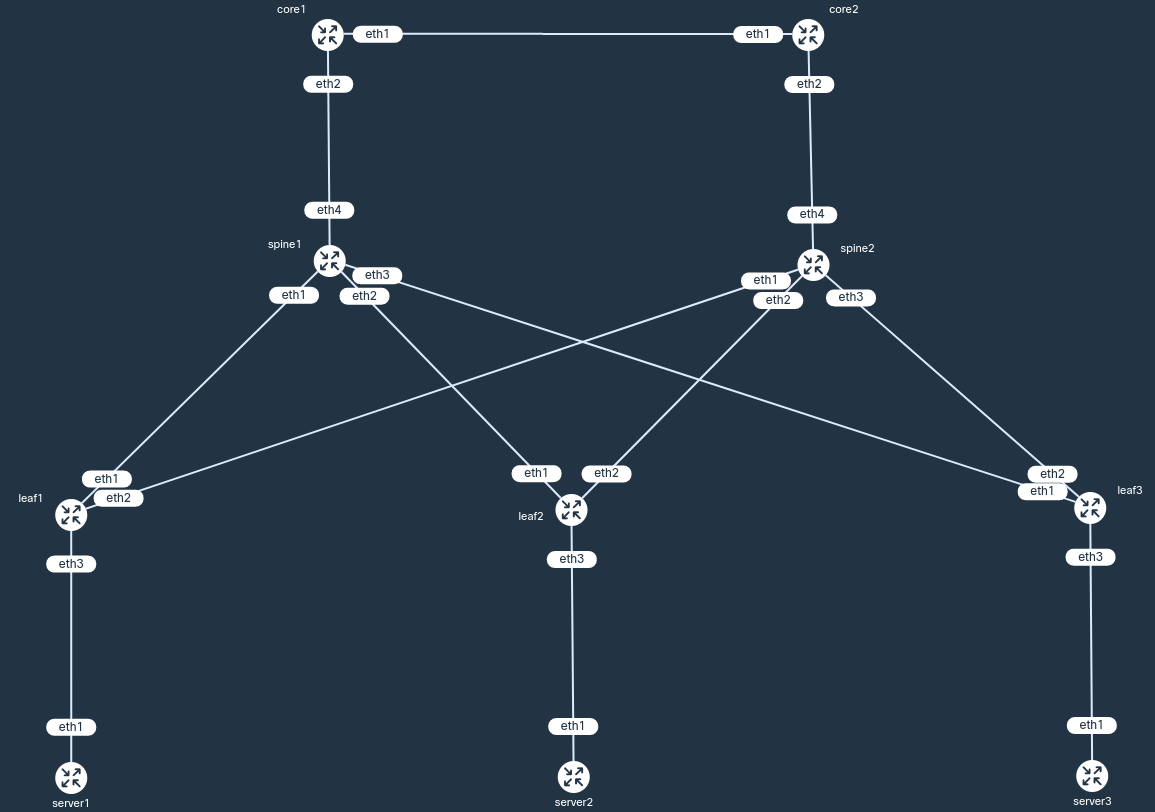 core1
core2
eth1
eth1
eth2
eth2
eth4
eth4
spine1
spine2
eth3
eth1
eth1
eth2
eth2
eth3
eth1
eth2
eth1
eth2
eth2
eth1
leaf1
leaf2
leaf3
eth3
eth3
eth3
eth1
eth1
eth1
server1
server2
server3